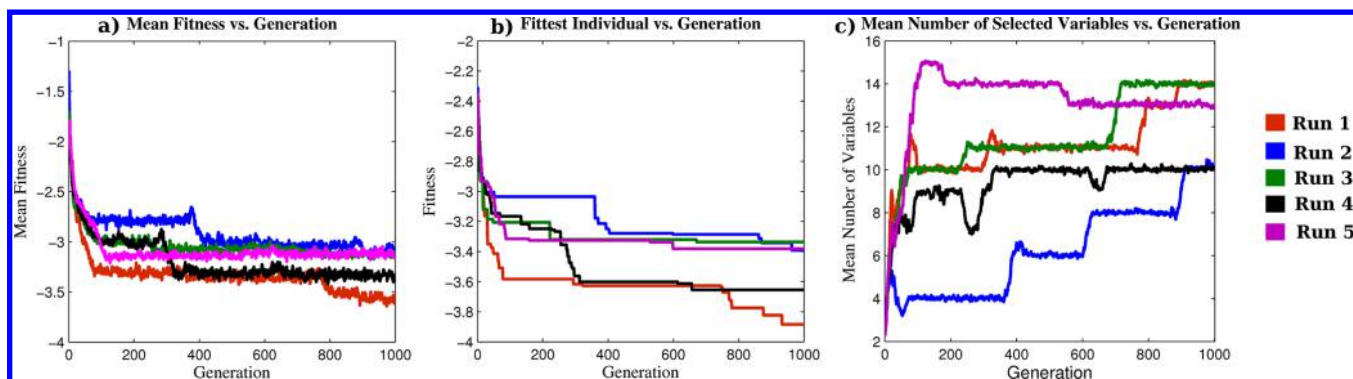 a) Mean Fitness vs. Generation
−1
−1.5
−2
−2.5
−3
−3.5
−4
Mean Fitness
0 200 400 600 800 1000
Generation
b) Fittest Individual vs. Generation
−2
−2.2
−2.4
−2.6
−2.8
−3
−3.2
−3.4
−3.6
−3.8
−4
Fitness
0 200 400 600 800 1000
Generation
c) Mean Number of Selected Variables vs. Generation
16
14
12
10
8
6
4
2
Mean Number of Variables
0 200 400 600 800 1000
Generation
Run 1
Run 2
Run 3
Run 4
Run 5